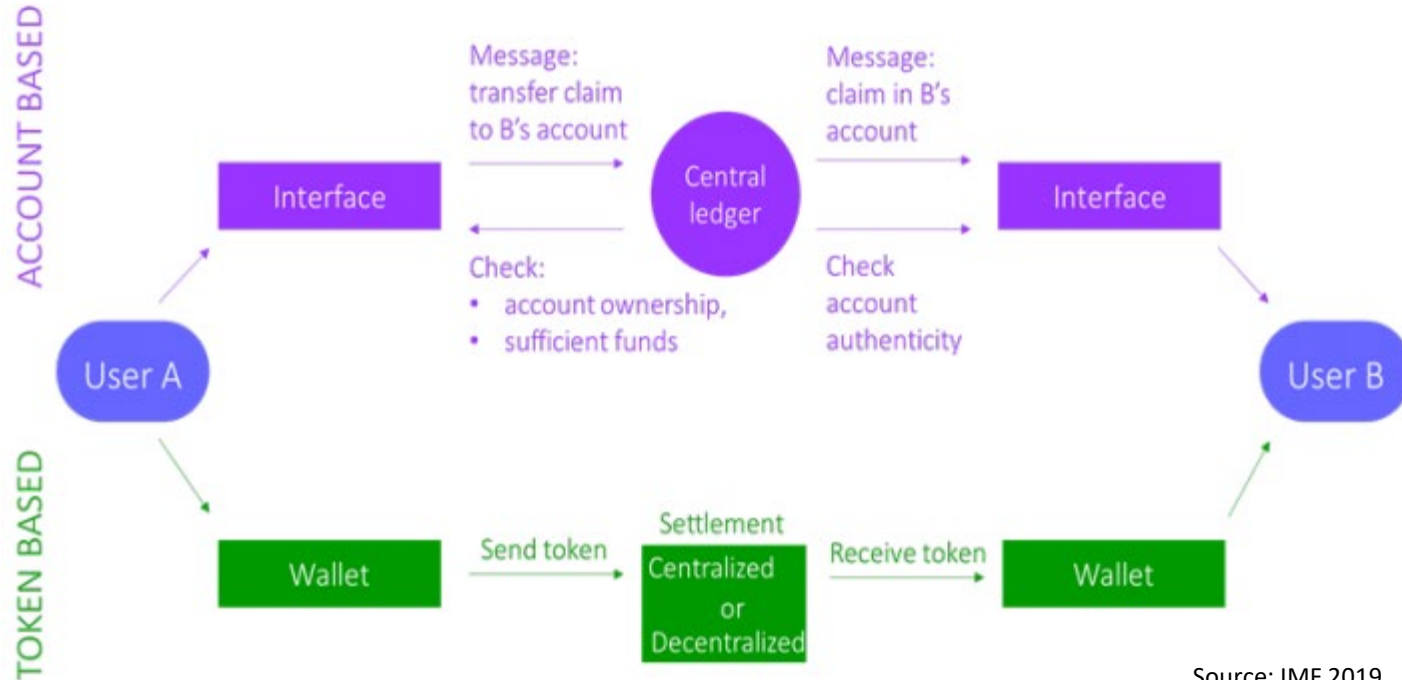 ACCOUNT BASED
Message:
transfer claim
to B's account
Message:
claim in B's
account
Interface
Central
ledger
Interface
Check:
• account ownership,
• sufficient funds
Check
account
authenticity
User A
User B
TOKEN BASED
Wallet
Send token
Settlement
Centralized
or
Decentralized
Receive token
Wallet
Source: IMF 2019